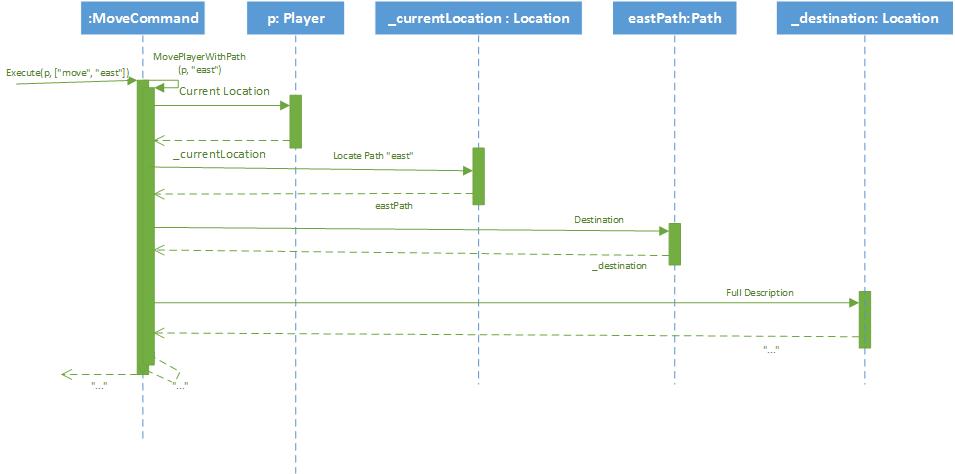 :MoveCommand
p: Player
_currentLocation : Location
eastPath:Path
_destination: Location
MovePlayerWithPath
(p, "east")
Execute(p, ["move", "east"])
Current Location
_currentLocation
Locate Path "east"
eastPath
Destination
_destination
Full Description
"..."
"..."
"..."